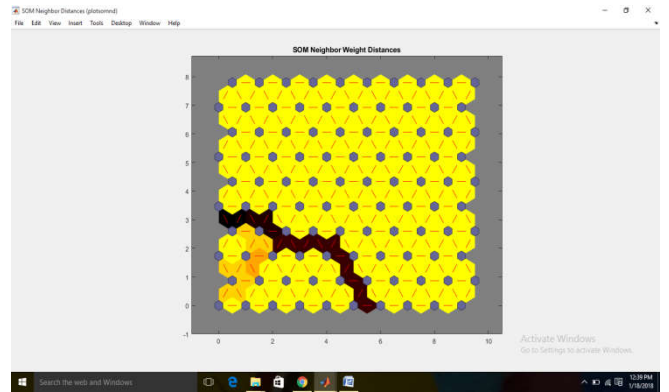 SOM Neighbor Distances (plotsomnd)
File Edit View Insert Tools Desktop Window Help
SOM Neighbor Weight Distances
8
7
6
5
4
3
2
1
0
-1
0 2 4 6 8 10
Activate Windows
Go to Settings to activate Windows.
Search the web and Windows
12:39 PM
1/18/2018